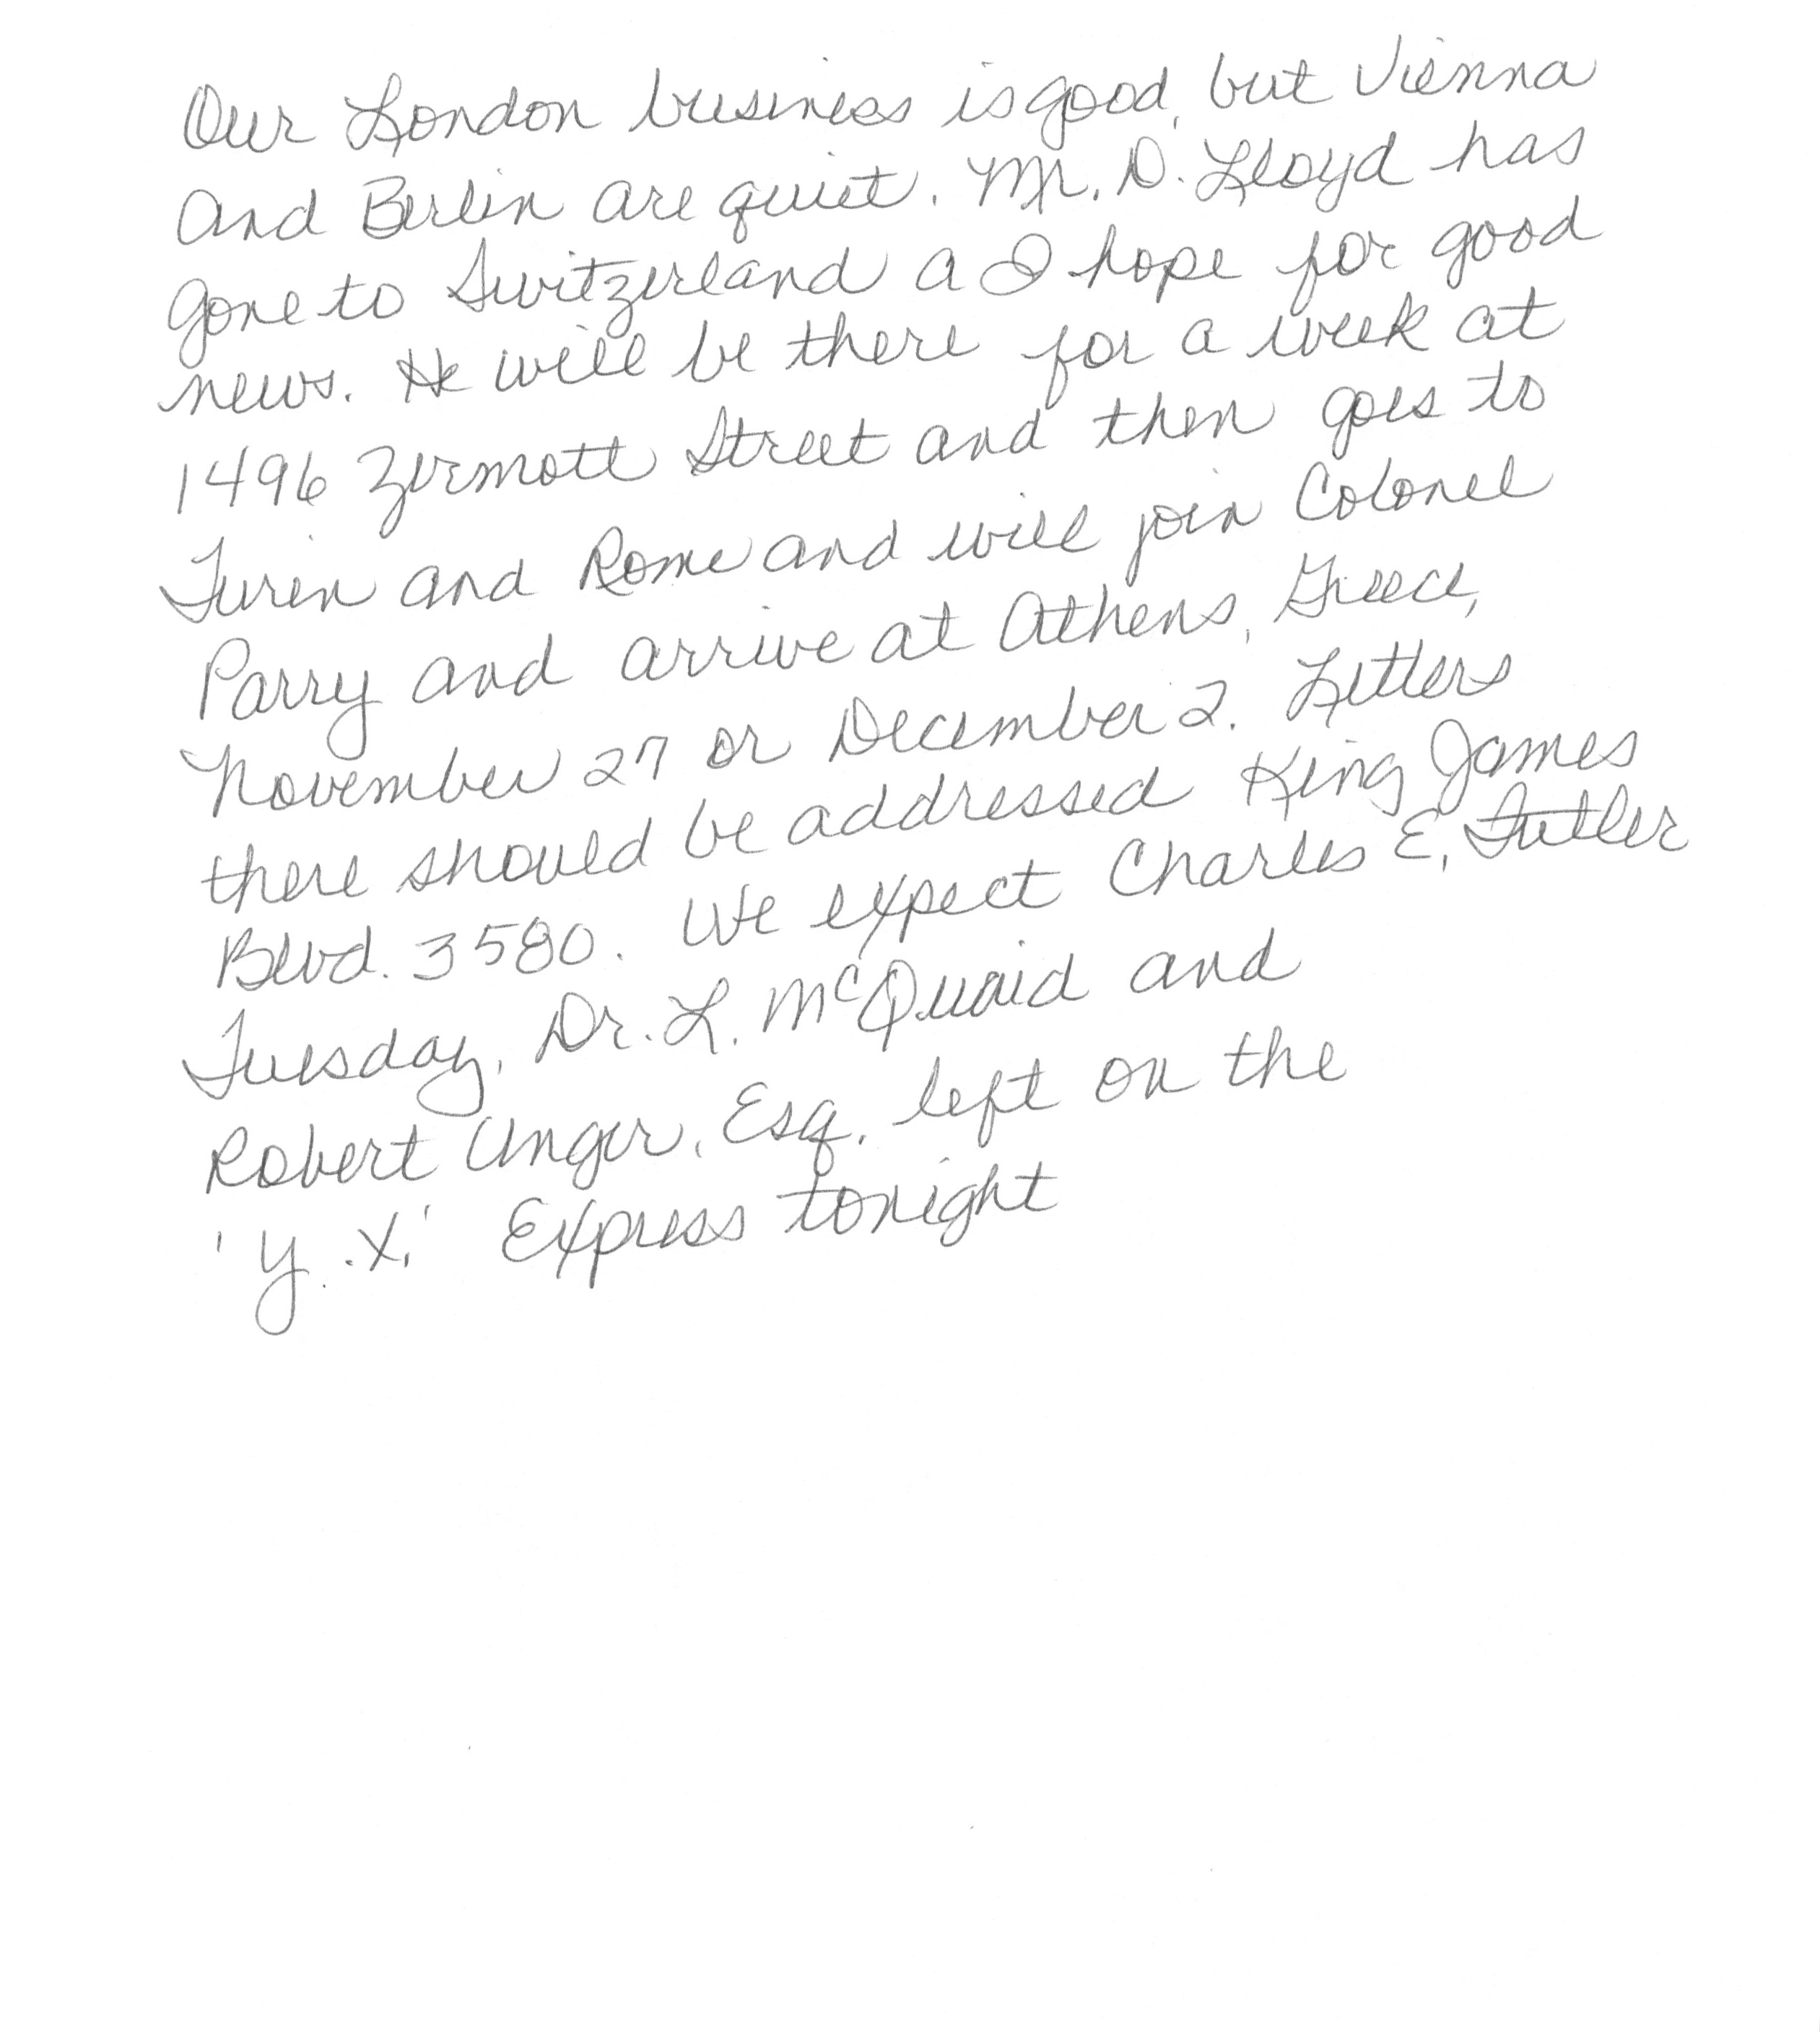 Our London business is good, but Vienna
and Berlin are quiet. Mr. D. Lloyd has
gone to Switzerland a I hope for good
news. He will be there for a week at
1496 Zermott Street and then goes to
Turin and Rome and will join Colonel
Parry and arrive at Athens, Greece,
November 27 or December 2. Letters
there should be addressed King James
Blvd. 3580. We expect Charles E. Fuller
Tuesday, Dr. L. McQuaid and
Robert Unger, Esq. left on the
'Y. X.' Express tonight